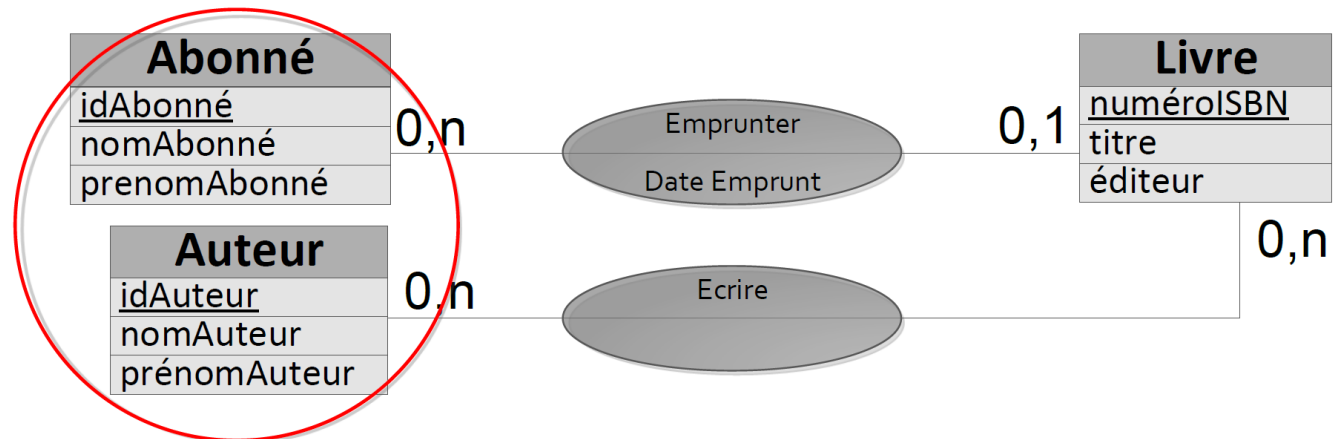 Abonné
idAbonné
nomAbonné
prenomAbonné
0,n
Emprunter
Date Emprunt
0,1
Livre
numéroISBN
titre
éditeur
0,n
Auteur
idAuteur
nomAuteur
prénomAuteur
0,n
Ecrire